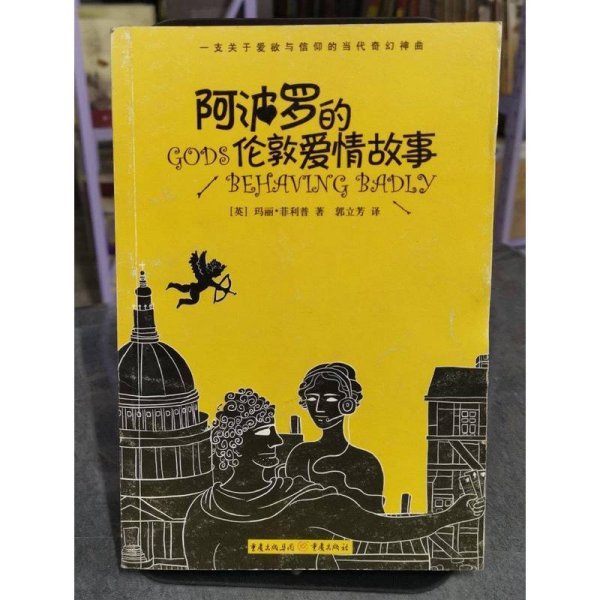 一支关于爱欲与信仰的当代奇幻神曲
阿波罗的
GODS 伦敦爱情故事
BEHAVING BADLY
[英] 玛丽·菲利普 著 郭立芳 译
重庆出版集团 重庆出版社